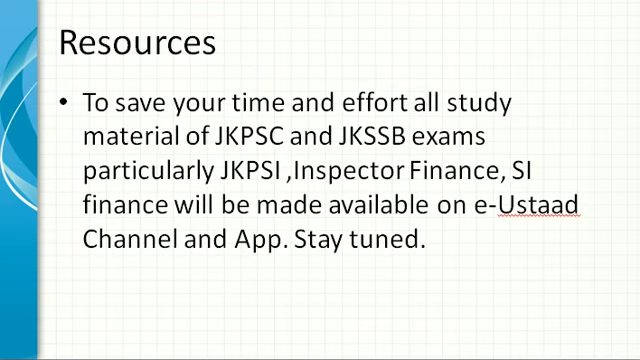 Resources
• To save your time and effort all study
material of JKPSC and JKSSB exams
particularly JKPSI ,Inspector Finance, SI
finance will be made available on e-Ustaad
Channel and App. Stay tuned.